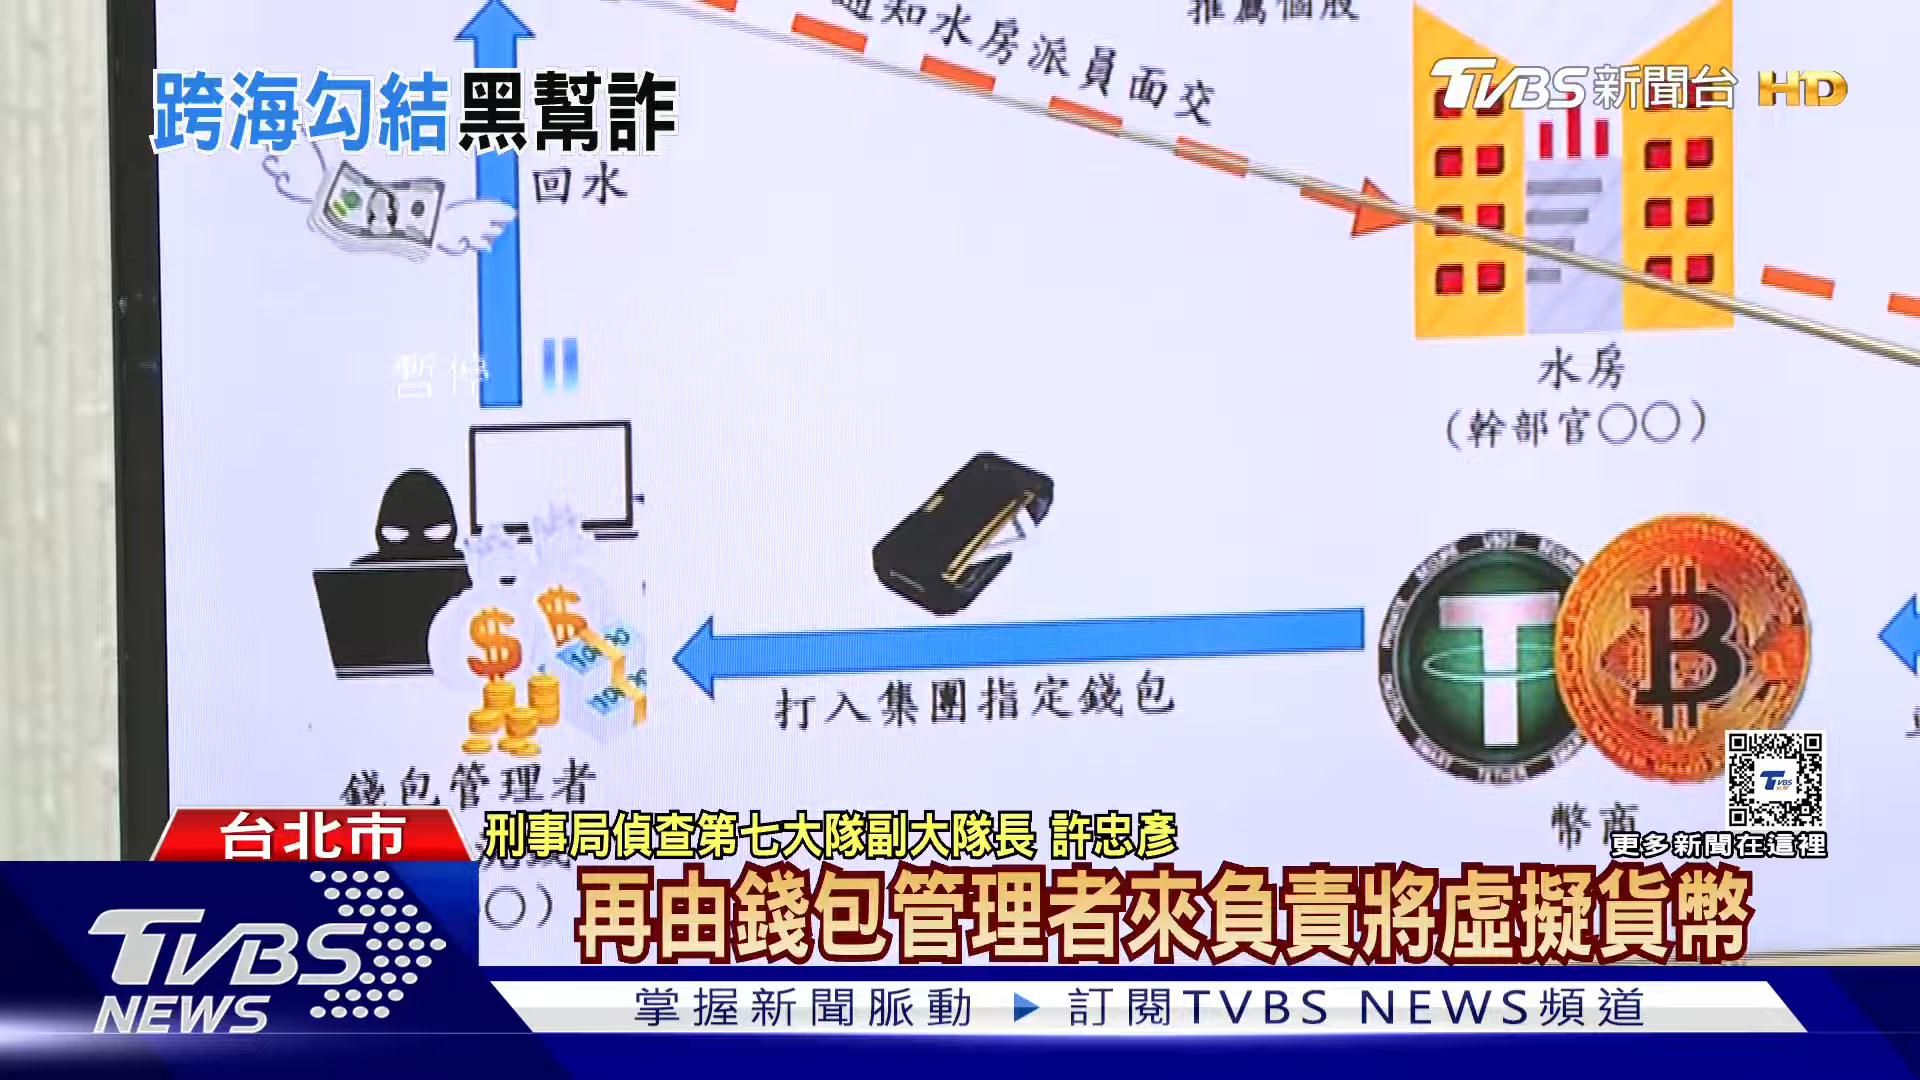 推薦個股
通知水房派員面交
TVBS新聞台 HD
跨海勾結黑幫詐
回水
暫停
水房
(幹部官〇〇)
打入集團指定錢包
錢包管理者
幣商
更多新聞在這裡
台北市
刑事局偵查第七大隊副大隊長 許忠彥
〇)
再由錢包管理者來負責將虛擬貨幣
TVBS
NEWS
掌握新聞脈動 ▶ 訂閱TVBS NEWS頻道